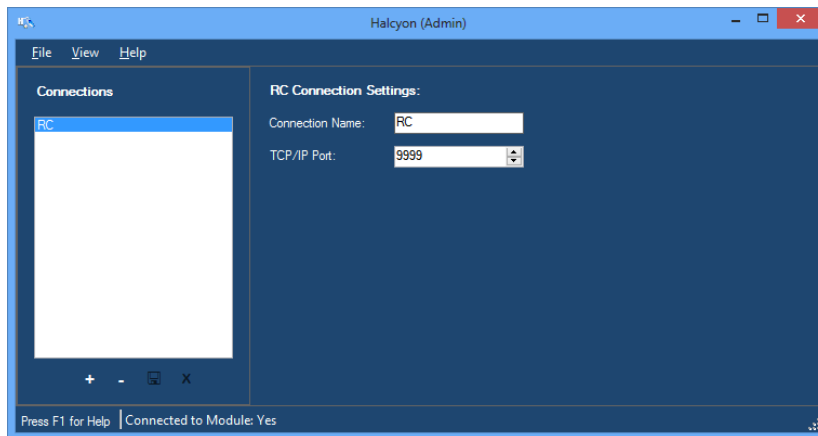 Halcyon (Admin)
File View Help
Connections
RC
+ - X
RC Connection Settings:
Connection Name: RC
TCP/IP Port: 9999
Press F1 for Help Connected to Module: Yes